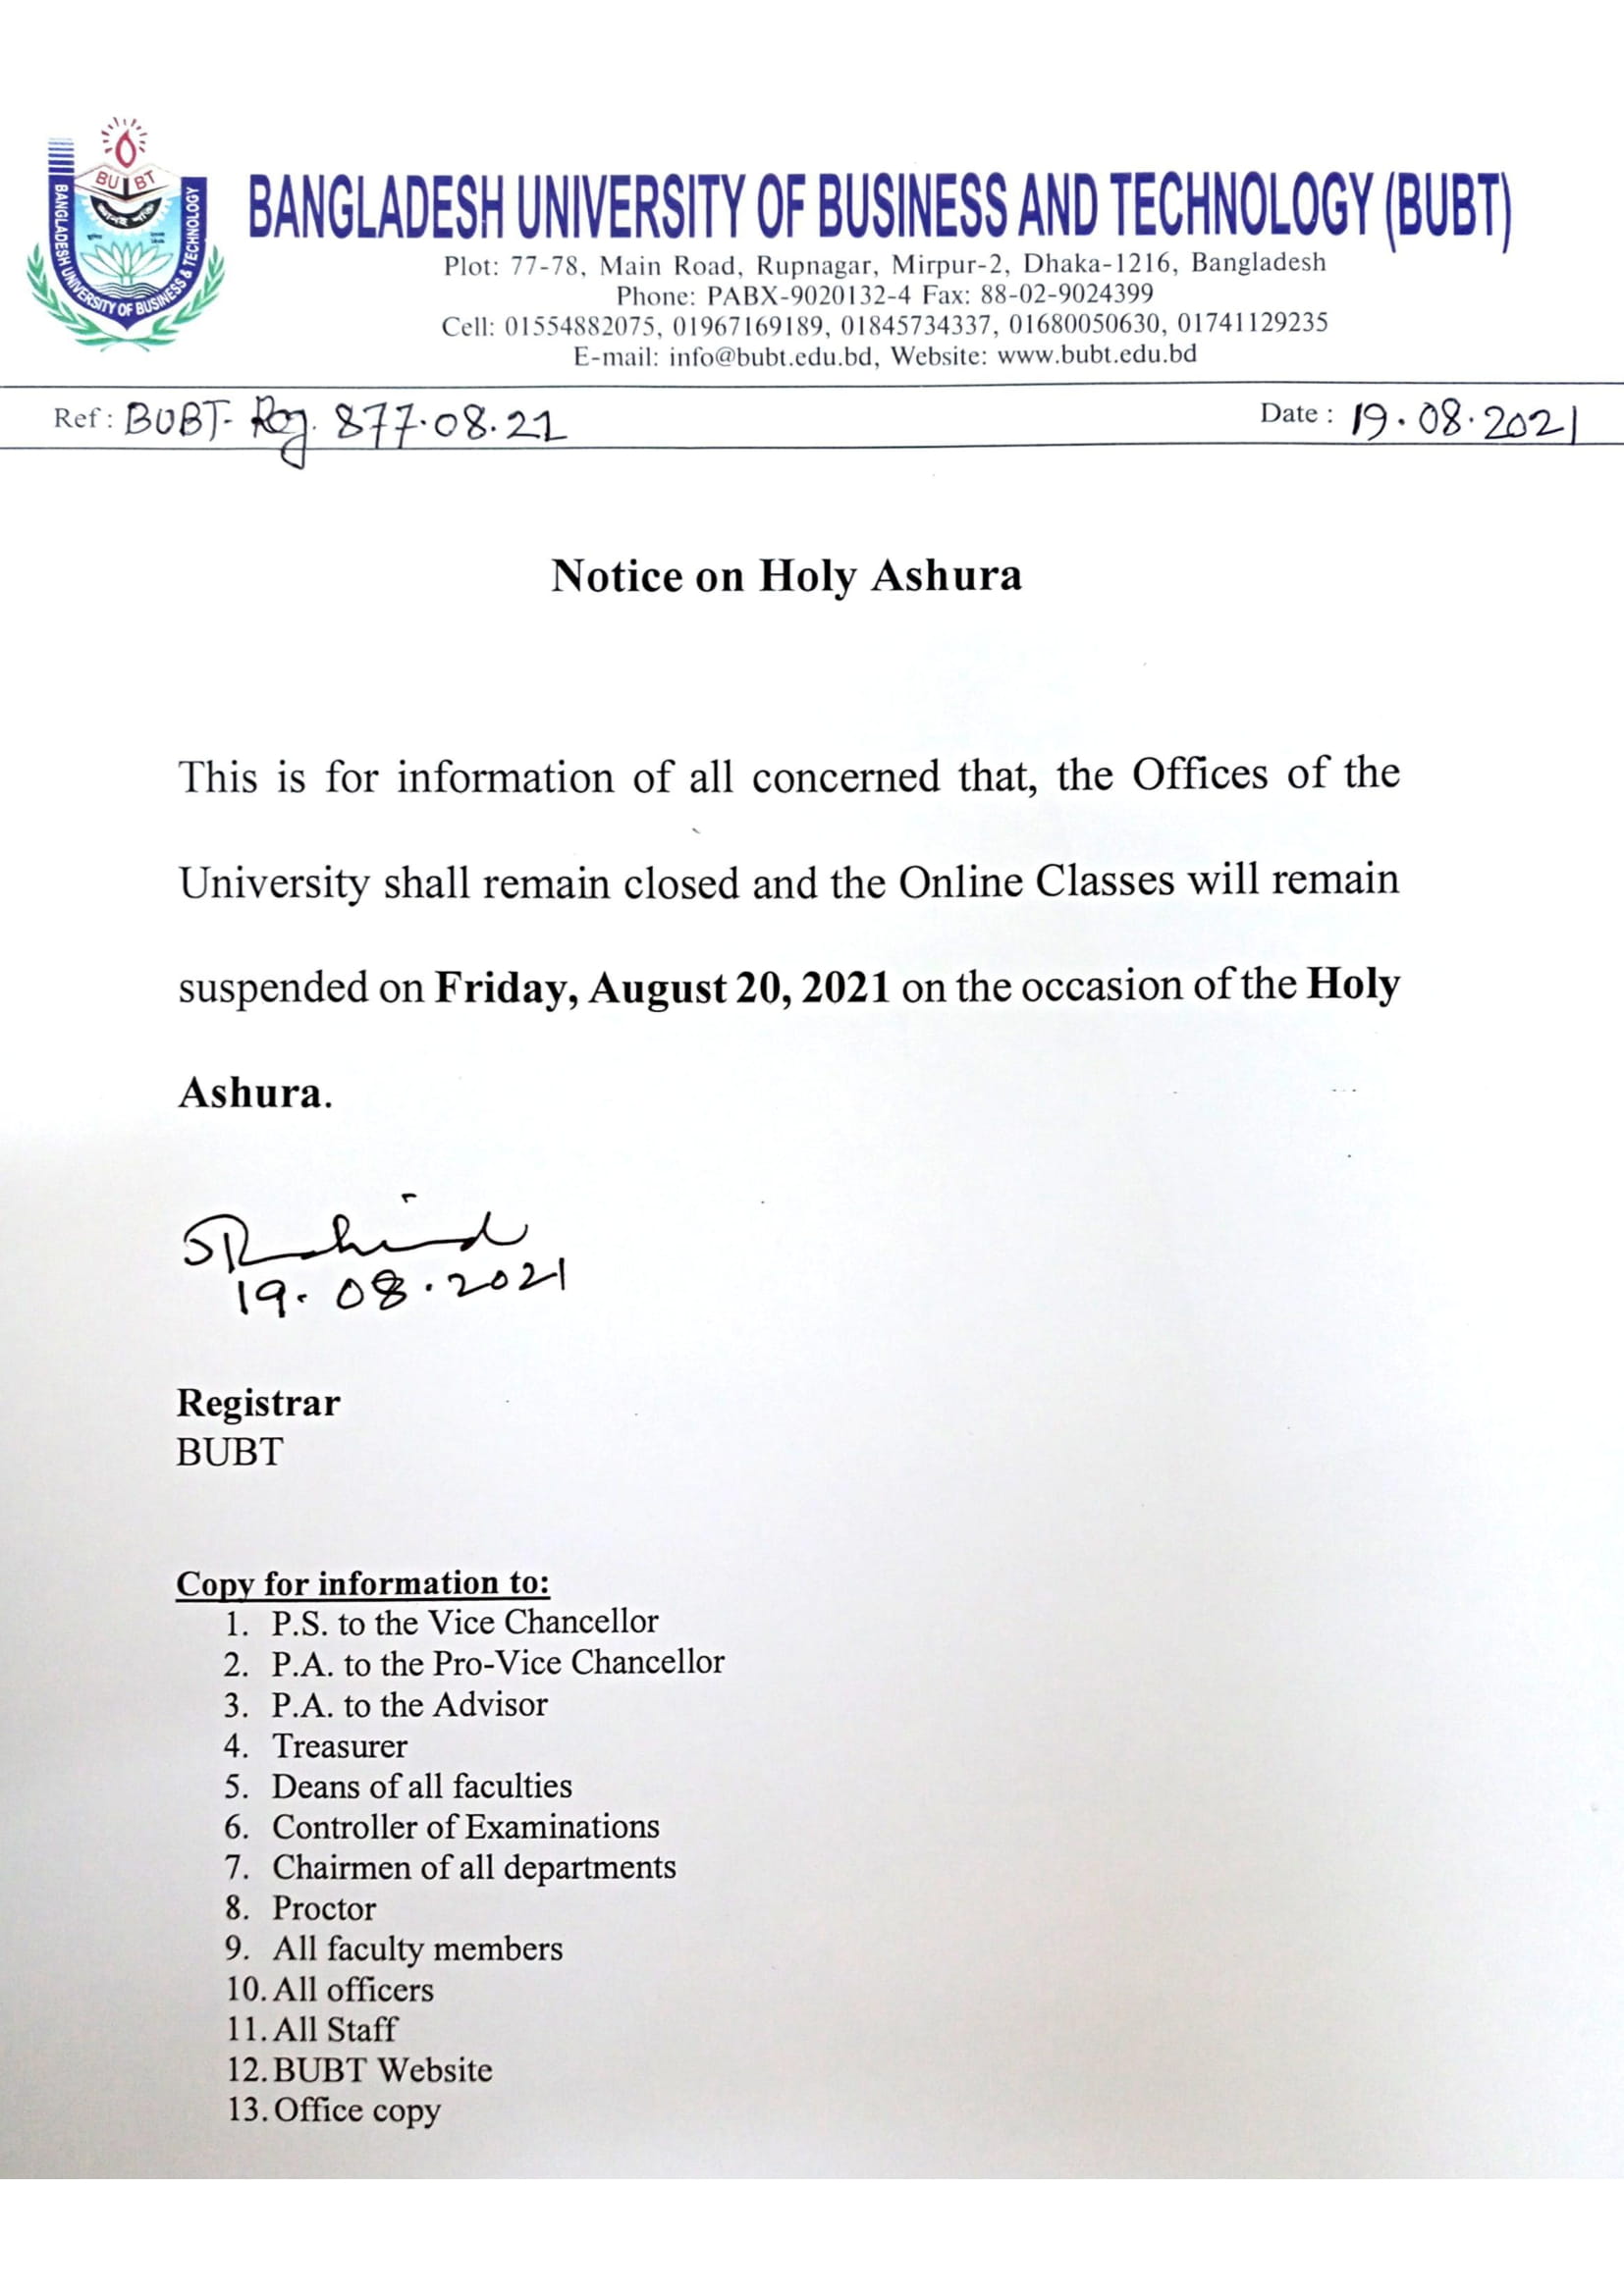 BUBT
BANGLADESH UNIVERSITY OF BUSINESS & TECHNOLOGY
BANGLADESH UNIVERSITY OF BUSINESS AND TECHNOLOGY (BUBT)
Plot: 77-78, Main Road, Rupnagar, Mirpur-2, Dhaka-1216, Bangladesh
Phone: PABX-9020132-4 Fax: 88-02-9024399
Cell: 01554882075, 01967169189, 01845734337, 01680050630, 01741129235
E-mail: info@bubt.edu.bd, Website: www.bubt.edu.bd
Ref : BUBT- Reg. 877.08.21 Date : 19.08.2021
Notice on Holy Ashura
This is for information of all concerned that, the Offices of the
University shall remain closed and the Online Classes will remain
suspended on Friday, August 20, 2021 on the occasion of the Holy
Ashura.
19.08.2021
Registrar
BUBT
Copy for information to:
1. P.S. to the Vice Chancellor
2. P.A. to the Pro-Vice Chancellor
3. P.A. to the Advisor
4. Treasurer
5. Deans of all faculties
6. Controller of Examinations
7. Chairmen of all departments
8. Proctor
9. All faculty members
10. All officers
11. All Staff
12. BUBT Website
13. Office copy